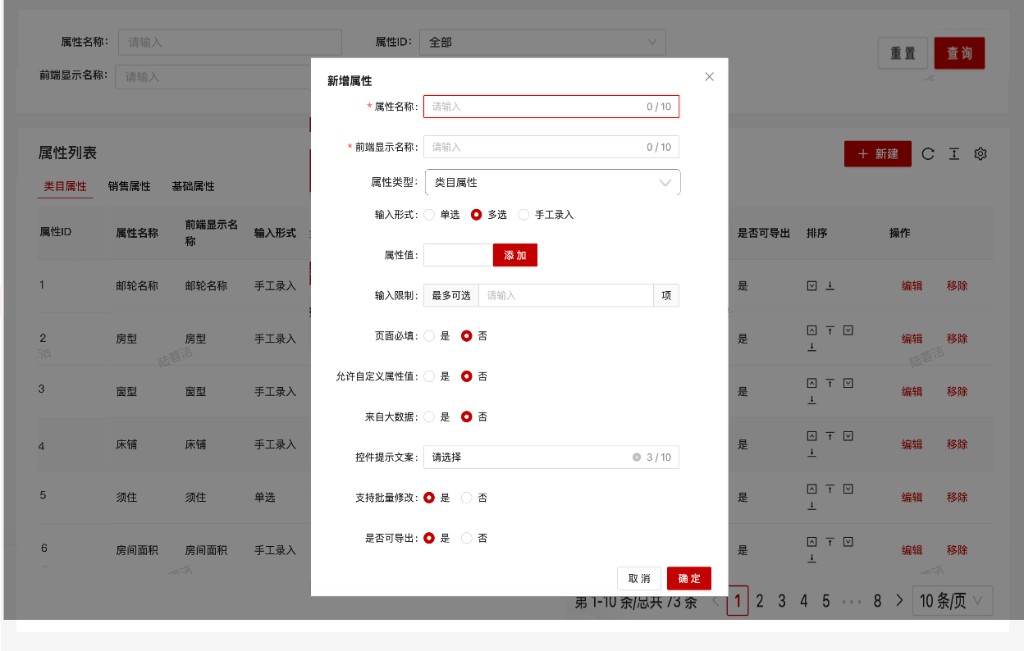 属性名称: 请输入 属性ID: 全部
前端显示名称: 请输入 重置 查询
新增属性
* 属性名称: 请输入 0 / 10
* 前端显示名称: 请输入 0 / 10
属性类型: 类目属性
输入形式: 单选 多选 手工录入
属性值: 添加
输入限制: 最多可选 请输入 项
页面必填: 是 否
允许自定义属性值: 是 否
来自大数据: 是 否
控件提示文案: 请选择 3 / 10
支持批量修改: 是 否
是否可导出: 是 否
取消 确定
属性列表 + 新建
类目属性 销售属性 基础属性
属性ID 属性名称 前端显示名称 输入形式 是否可导出 排序 操作
1 邮轮名称 邮轮名称 手工录入 是 编辑 移除
2 房型 房型 手工录入 是 编辑 移除
3 窗型 窗型 手工录入 是 编辑 移除
4 床铺 床铺 手工录入 是 编辑 移除
5 须住 须住 单选 是 编辑 移除
6 房间面积 房间面积 手工录入 是 编辑 移除
第 1-10 条/总共 73 条 < 1 2 3 4 5 ··· 8 > 10 条/页